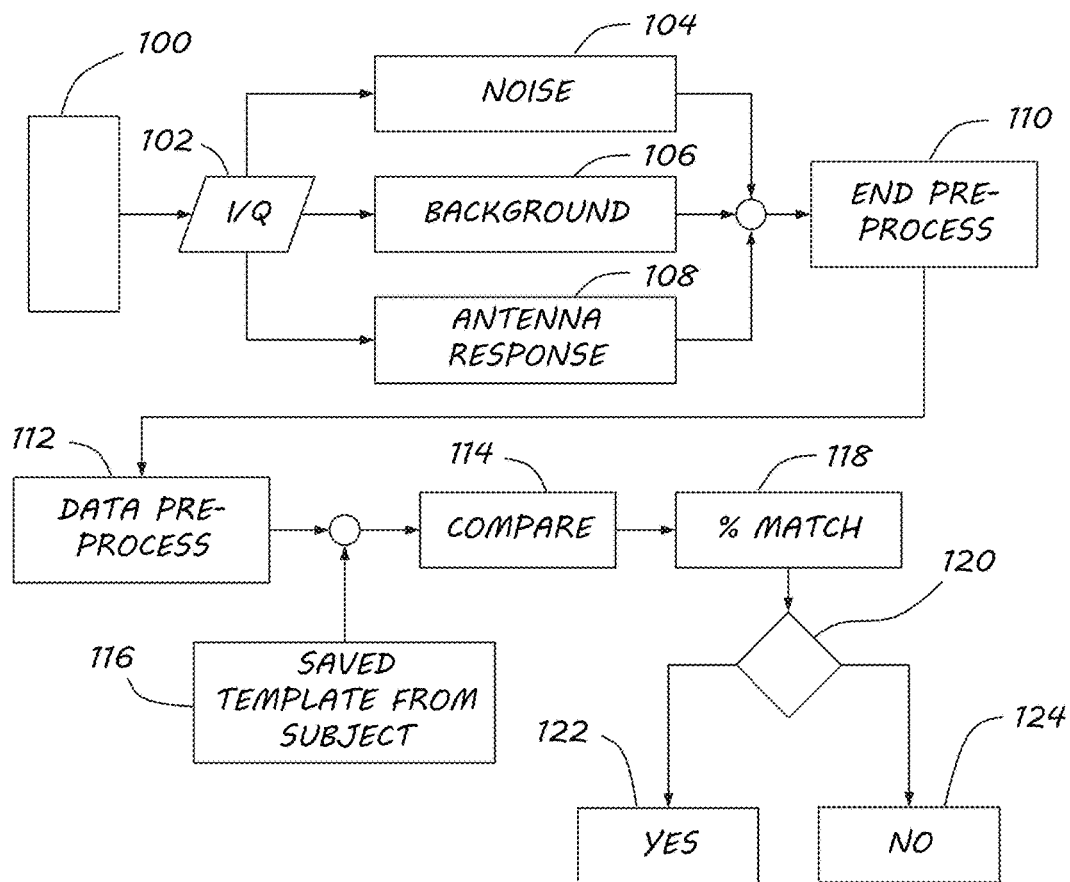 100
104
NOISE
102
I/Q
106
BACKGROUND
110
END PRE-
PROCESS
108
ANTENNA
RESPONSE
112
DATA PRE-
PROCESS
114
COMPARE
118
% MATCH
120
116
SAVED
TEMPLATE FROM
SUBJECT
122
YES
124
NO